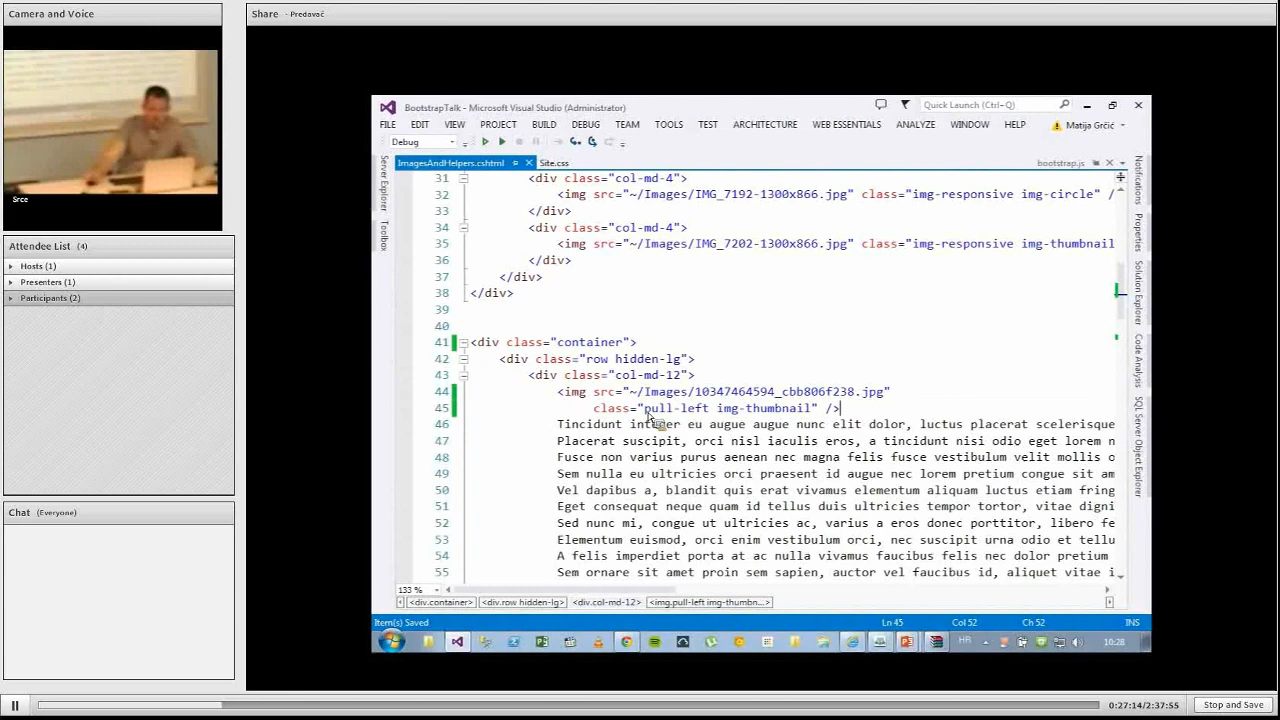 Camera and Voice
Srce
Attendee List (4)
Hosts (1)
Presenters (1)
Participants (2)
Chat (Everyone)
Share - Predavač
BootstrapTalk - Microsoft Visual Studio (Administrator)
Quick Launch (Ctrl+Q)
FILE EDIT VIEW PROJECT BUILD DEBUG TEAM TOOLS TEST ARCHITECTURE WEB ESSENTIALS ANALYZE WINDOW HELP
Matija Grčić
Debug
ImagesAndHelpers.cshtml
Site.css
bootstrap.js
Server Explorer
Toolbox
Notifications
Properties
Solution Explorer
Code Analysis
SQL Server Object Explorer
31 <div class="col-md-4">
32 <img src="~/Images/IMG_7192-1300x866.jpg" class="img-responsive img-circle" /
33 </div>
34 <div class="col-md-4">
35 <img src="~/Images/IMG_7202-1300x866.jpg" class="img-responsive img-thumbnail
36 </div>
37 </div>
38 </div>
39
40
41 <div class="container">
42 <div class="row hidden-lg">
43 <div class="col-md-12">
44 <img src="~/Images/10347464594_cbb806f238.jpg"
45 class="pull-left img-thumbnail" />
46 Tincidunt integer eu augue augue nunc elit dolor, luctus placerat scelerisque
47 Placerat suscipit, orci nisl iaculis eros, a tincidunt nisi odio eget lorem n
48 Fusce non varius purus aenean nec magna felis fusce vestibulum velit mollis o
49 Sem nulla eu ultricies orci praesent id augue nec lorem pretium congue sit am
50 Vel dapibus a, blandit quis erat vivamus elementum aliquam luctus etiam fring
51 Eget consequat neque quam id tellus duis ultricies tempor tortor, vitae digni
52 Sed nunc mi, congue ut ultricies ac, varius a eros donec porttitor, libero fe
53 Elementum euismod, orci enim vestibulum orci, nec suscipit urna odio et tellu
54 A felis imperdiet porta at ac nulla vivamus faucibus felis nec dolor pretium
55 Sem ornare sit amet proin sem sapien, auctor vel faucibus id, aliquet vitae i
133 %
<div.container> <div.row hidden-lg> <div.col-md-12> <img.pull-left img-thumbn...>
Item(s) Saved
Ln 45
Col 52
Ch 52
INS
HR
10:28
0:27:14/2:37:55
Stop and Save